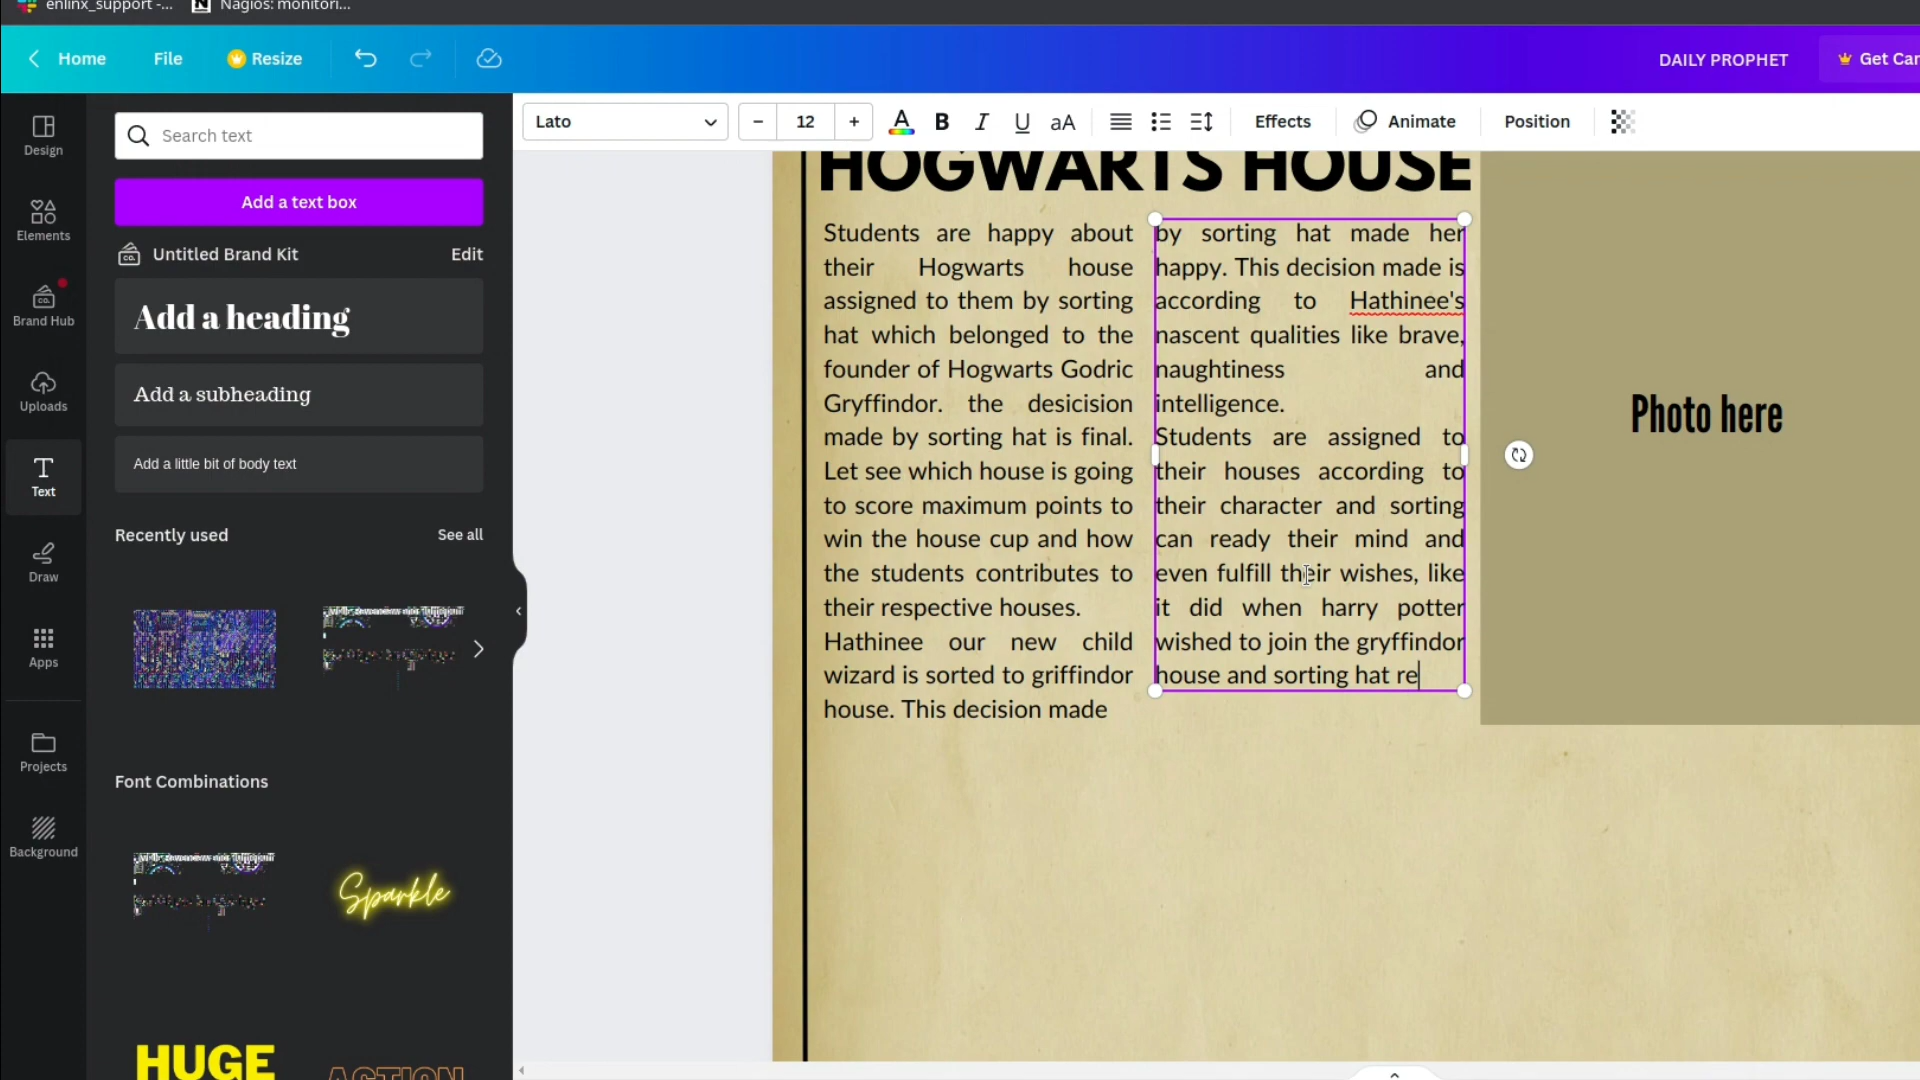 enlinx_support -...
Nagios: monitori...
Home
File
Resize
DAILY PROPHET
Get Can
Design
Elements
Brand Hub
Uploads
Text
Draw
Apps
Projects
Background
Search text
Add a text box
CO.
Untitled Brand Kit
Edit
Add a heading
Add a subheading
Add a little bit of body text
Recently used
See all
Font Combinations
Sparkle
HUGE
ACTION
Lato
12
A
B
I
U
aA
Effects
Animate
Position
HOGWARTS HOUSE
Students are happy about
their Hogwarts house
assigned to them by sorting
hat which belonged to the
founder of Hogwarts Godric
Gryffindor. the desicision
made by sorting hat is final.
Let see which house is going
to score maximum points to
win the house cup and how
the students contributes to
their respective houses.
Hathinee our new child
wizard is sorted to griffindor
house. This decision made
by sorting hat made her
happy. This decision made is
according to Hathinee's
nascent qualities like brave,
naughtiness and
intelligence.
Students are assigned to
their houses according to
their character and sorting
can ready their mind and
even fulfill their wishes, like
it did when harry potter
wished to join the gryffindor
house and sorting hat re
Photo here